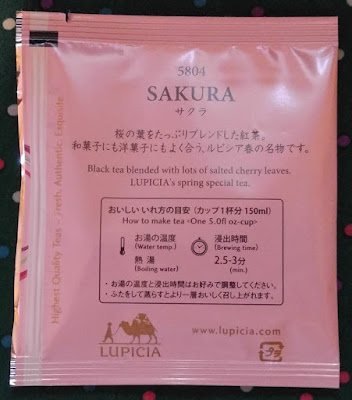 5804
SAKURA
サクラ
桜の葉をたっぷりブレンドした紅茶。
和菓子にも洋菓子にもよく合う、ルピシア春の名物です。
Black tea blended with lots of salted cherry leaves.
LUPICIA's spring special tea.
おいしい いれ方の目安（カップ1杯分 150ml）
How to make tea <One 5.0fl oz-cup>
お湯の温度
(Water temp.)
浸出時間
(Brewing time)
熱湯
(Boiling water)
2.5-3分
(min.)
・お湯の温度と浸出時間はお好みで調整してください。
・ふたをして蒸らすとより一層おいしく召し上がれます。
LUPICIA
www.lupicia.com
プラ
Highest Quality Teas - Fresh, Authentic, Exquisite